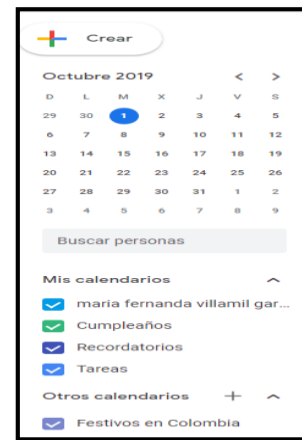 Crear
Octubre 2019 < >
D L M X J V S
29 30 1 2 3 4 5
6 7 8 9 10 11 12
13 14 15 16 17 18 19
20 21 22 23 24 25 26
27 28 29 30 31 1 2
3 4 5 6 7 8 9
Buscar personas
Mis calendarios
maria fernanda villamil gar...
Cumpleaños
Recordatorios
Tareas
Otros calendarios +
Festivos en Colombia